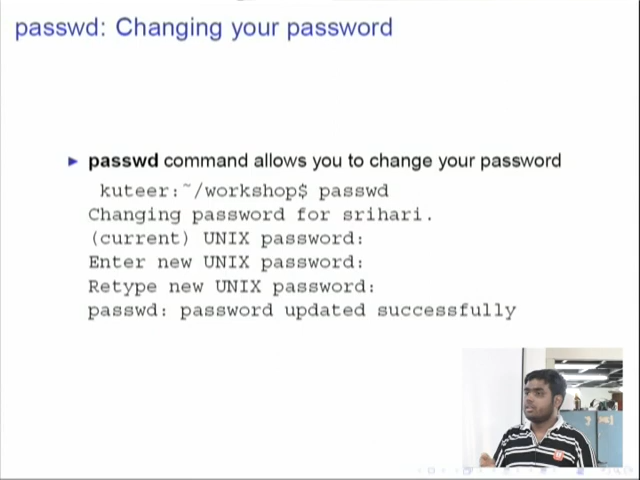 passwd: Changing your password
► passwd command allows you to change your password
kuteer:~/workshop$ passwd
Changing password for srihari.
(current) UNIX password:
Enter new UNIX password:
Retype new UNIX password:
passwd: password updated successfully